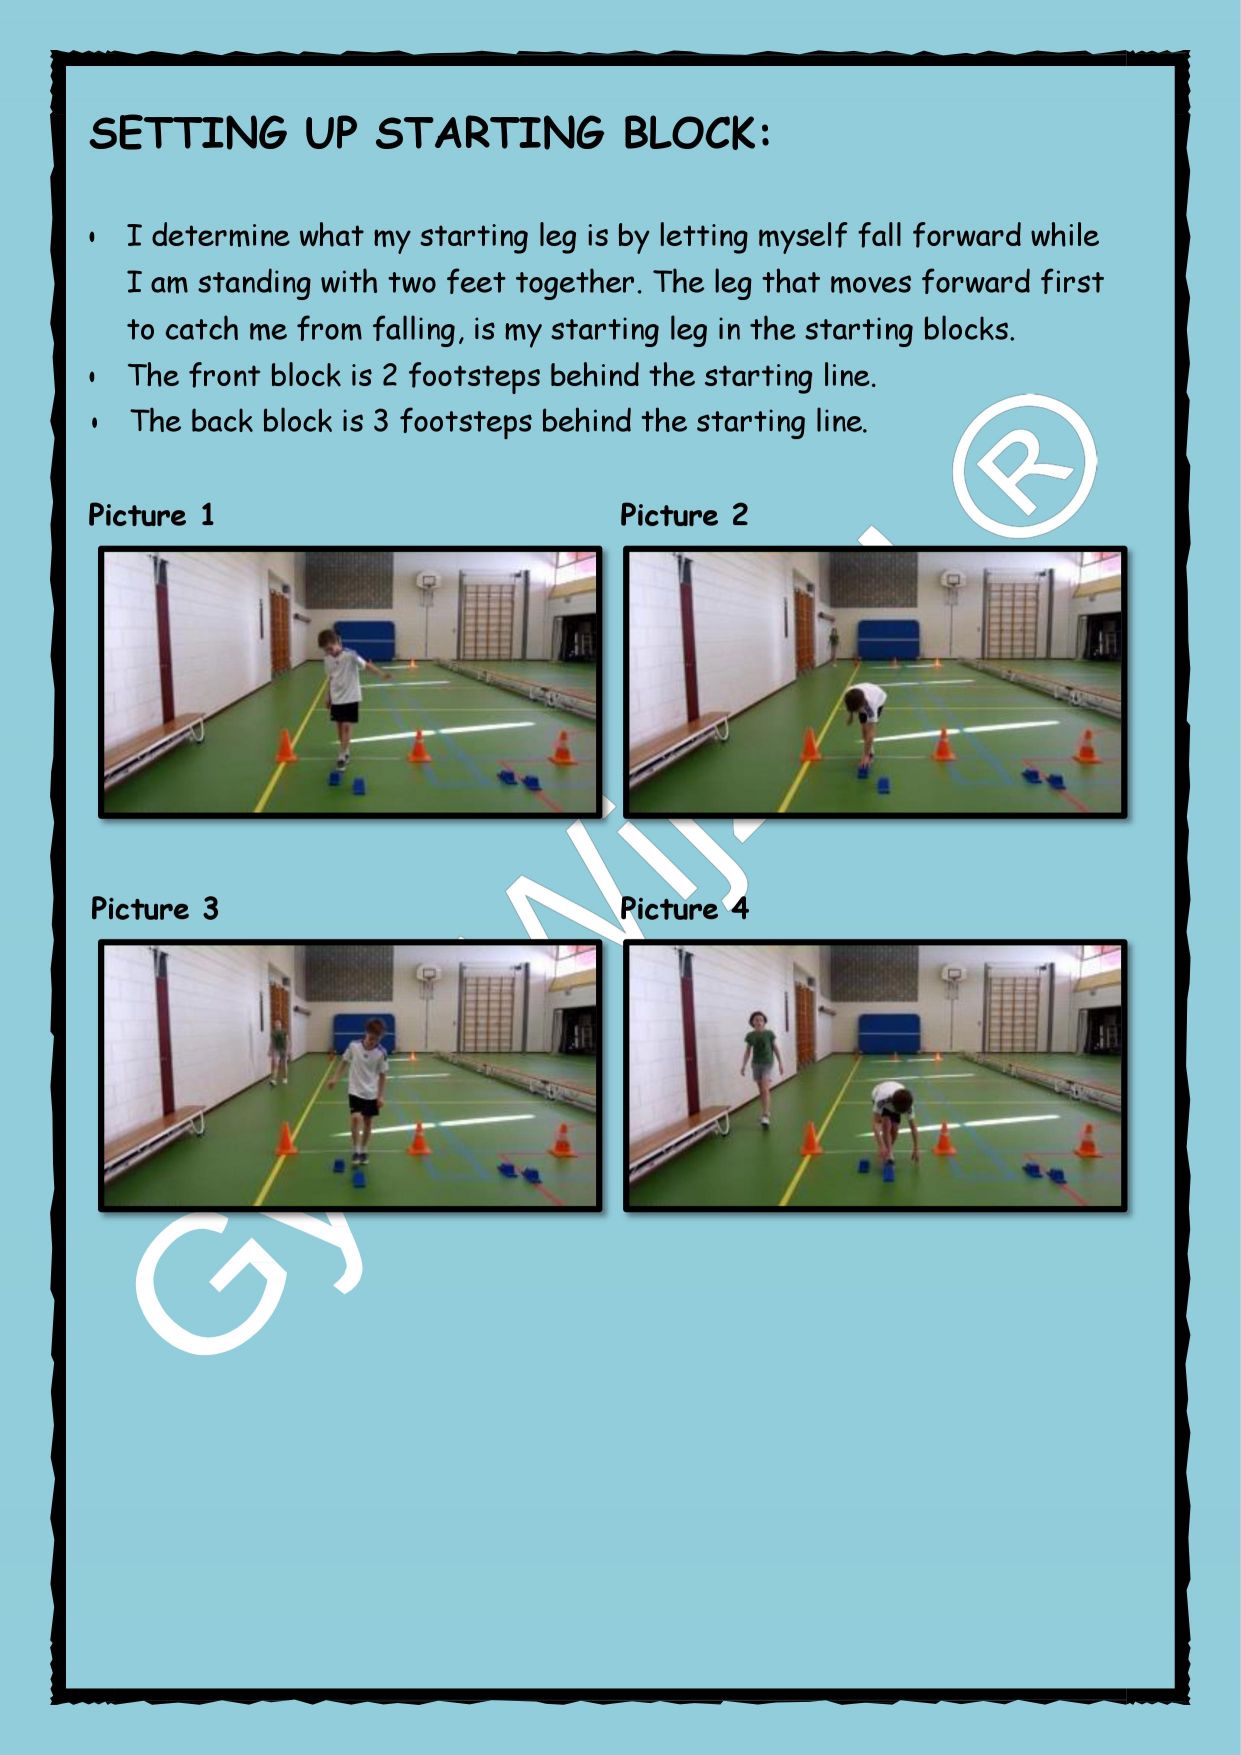 SETTING UP STARTING BLOCK:
• I determine what my starting leg is by letting myself fall forward while
I am standing with two feet together. The leg that moves forward first
to catch me from falling, is my starting leg in the starting blocks.
• The front block is 2 footsteps behind the starting line.
• The back block is 3 footsteps behind the starting line.
Picture 1
Picture 2
Picture 3
Picture 4
®